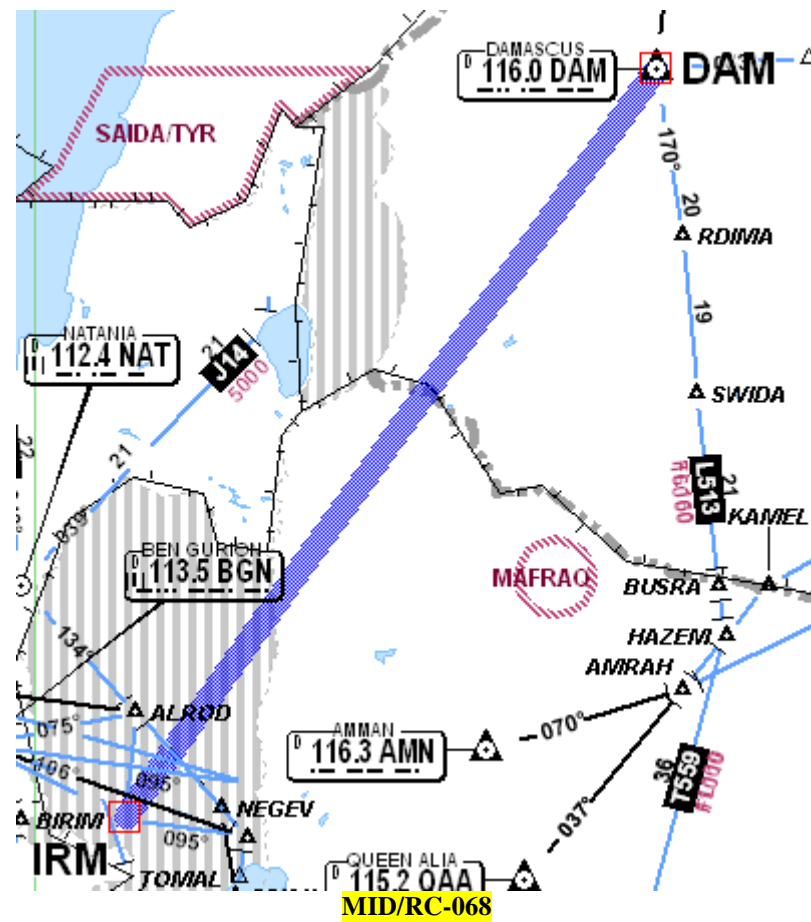 DAMASCUS
D 116.0 DAM
DAM
SAIDA/TYR
170°
20
RDIMA
19
NATANIA
112.4 NAT
21
J14
5000
SWIDA
22
21
L513
21
KAMEL
039°
BEN GURION
113.5 BGN
MAFRAQ
BUSRA
HAZEM
134°
AMRAH
ALROD
075°
AMMAN
D 116.3 AMN
070°
106°
095°
36
T559
NEGEV
BIRIM
095°
037°
IRM
TOMAL
QUEEN ALIA
115.2 QAA
MID/RC-068